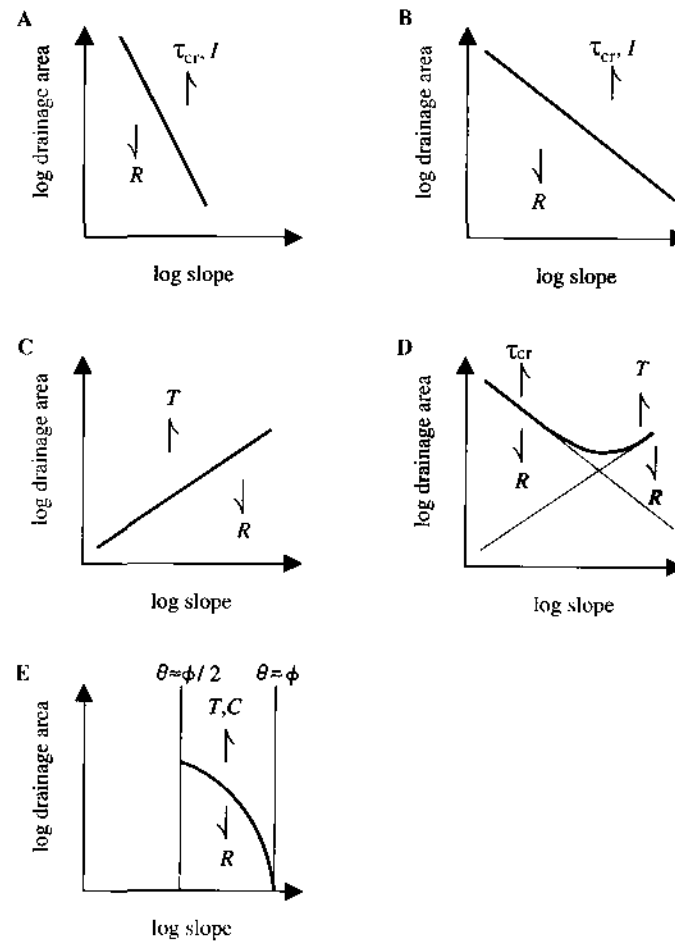 A
τcr, I
R
log drainage area
log slope
B
τcr, I
R
log drainage area
log slope
C
T
R
log drainage area
log slope
D
τcr
T
R
R
log drainage area
log slope
E
θ≈ϕ/2
θ≈ϕ
T,C
R
log drainage area
log slope